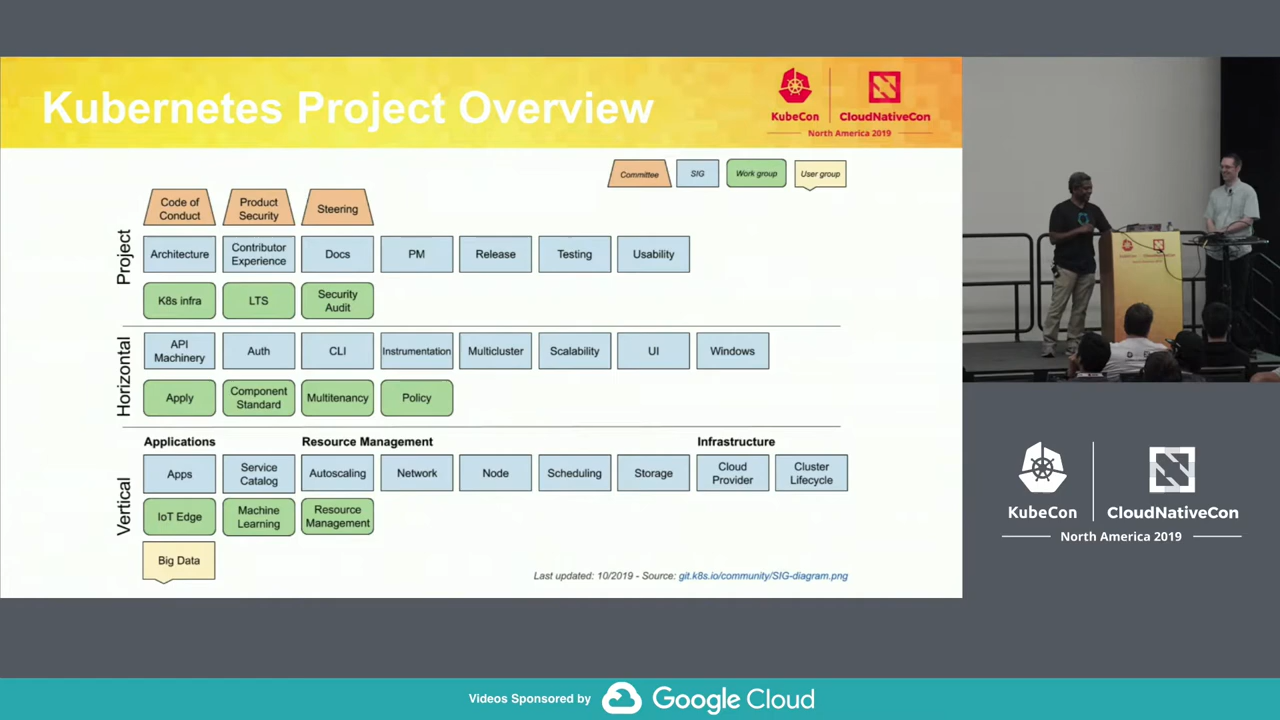 Kubernetes Project Overview
KubeCon
CloudNativeCon
North America 2019
Committee
SIG
Work group
User group
Project
Code of
Conduct
Product
Security
Steering
Architecture
Contributor
Experience
Docs
PM
Release
Testing
Usability
K8s infra
LTS
Security
Audit
Horizontal
API
Machinery
Auth
CLI
Instrumentation
Multicluster
Scalability
UI
Windows
Apply
Component
Standard
Multitenancy
Policy
Vertical
Applications
Resource Management
Infrastructure
Apps
Service
Catalog
Autoscaling
Network
Node
Scheduling
Storage
Cloud
Provider
Cluster
Lifecycle
IoT Edge
Machine
Learning
Resource
Management
Big Data
Last updated: 10/2019 - Source: git.k8s.io/community/SIG-diagram.png
KubeCon
CloudNativeCon
North America 2019
Videos Sponsored by
Google Cloud